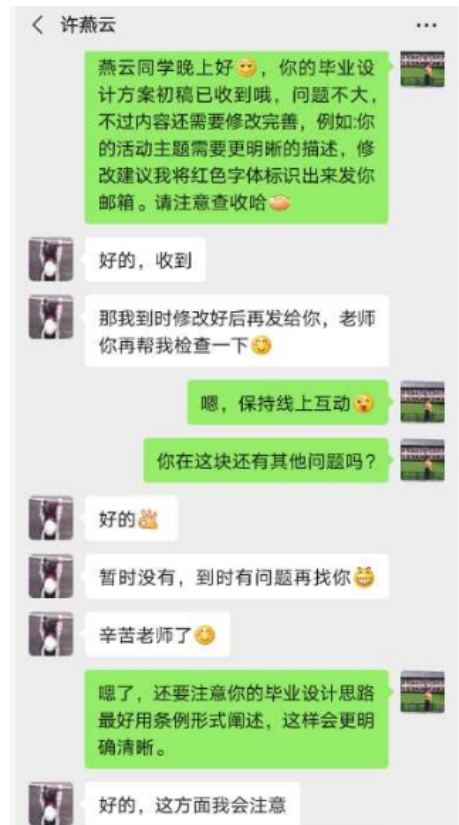 许燕云
燕云同学晚上好😊，你的毕业设
计方案初稿已收到哦，问题不大，
不过内容还需要修改完善，例如:你
的活动主题需要更明晰的描述，修
改建议我将红色字体标识出来发你
邮箱。请注意查收哈
好的，收到
那我到时修改好后再发给你，老师
你再帮我检查一下😊
嗯，保持线上互动
你在这块还有其他问题吗？
好的
暂时没有，到时有问题再找你😁
辛苦老师了😊
嗯了，还要注意你的毕业设计思路
最好用条例形式阐述，这样会更明
确清晰。
好的，这方面我会注意